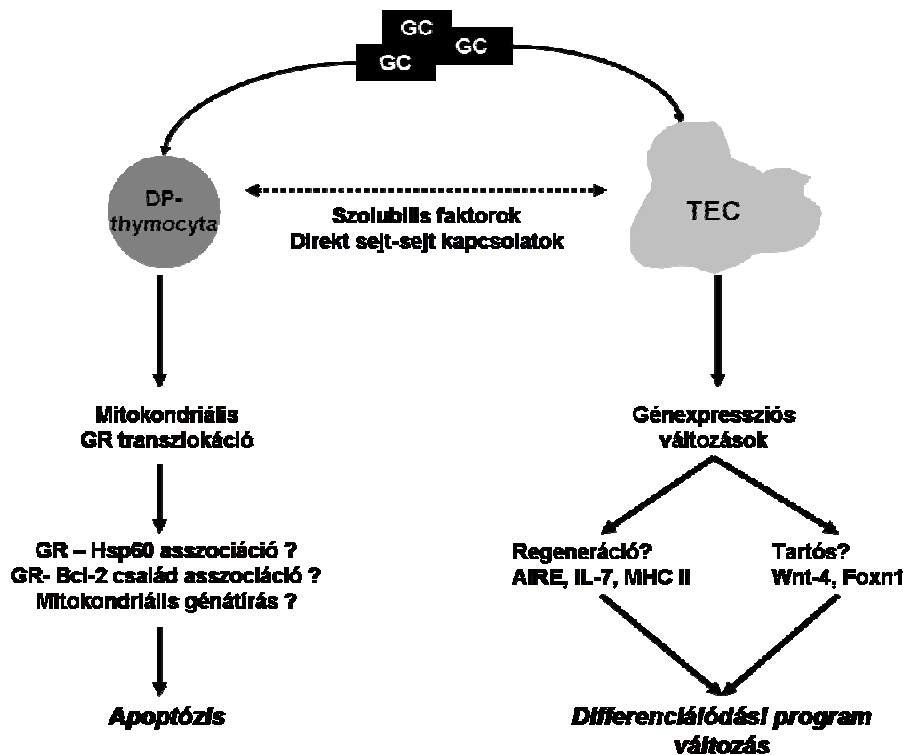 GC
GC
GC
DP-
thymocyta
TEC
Szolubilis faktorok
Direkt sejt-sejt kapcsolatok
Mitokondriális
GR transzlokáció
Génexpressziós
változások
GR – Hsp60 asszociáció ?
GR- Bcl-2 család asszociáció ?
Mitokondriális génátírás ?
Regeneráció?
AIRE, IL-7, MHC II
Tartós?
Wnt-4, Foxn1
Apoptózis
Differenciálódási program
változás